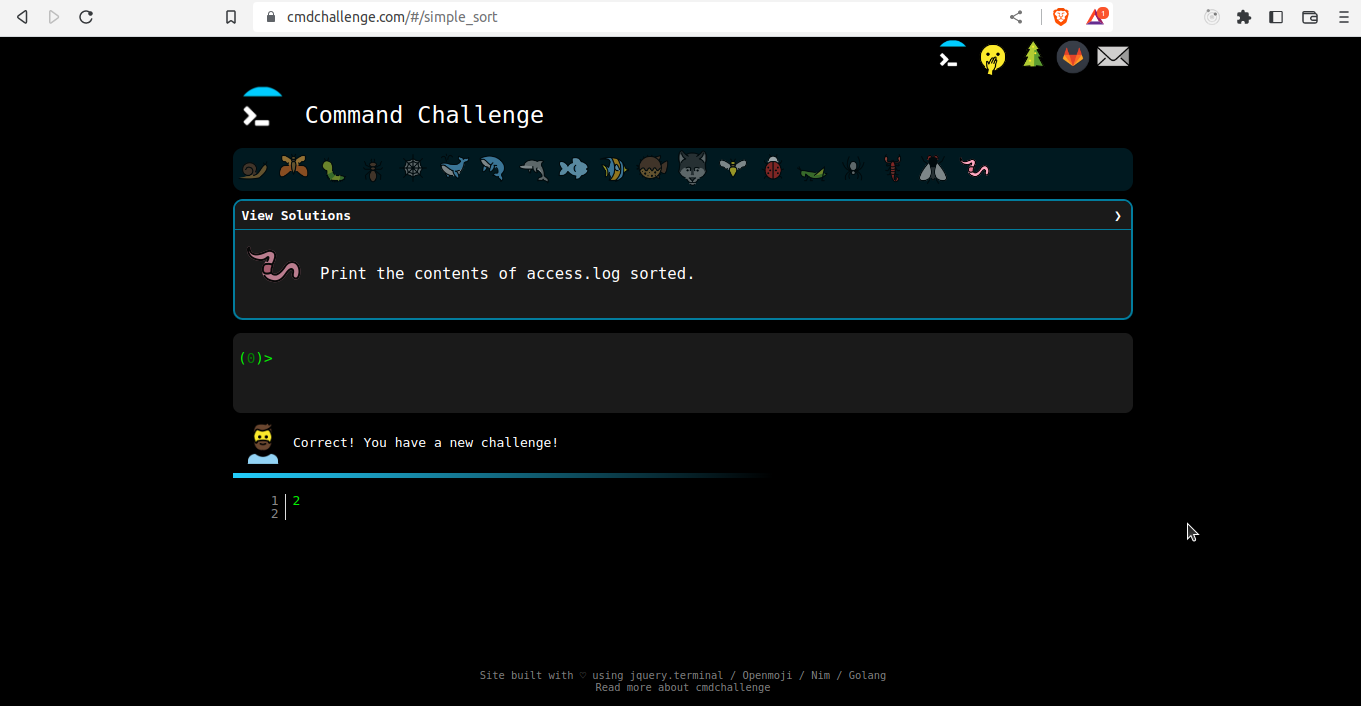 cmdchallenge.com/#/simple_sort
1
Command Challenge
View Solutions ❯
Print the contents of access.log sorted.
(0)>
Correct! You have a new challenge!
1 2
2
Site built with ♡ using jquery.terminal / Openmoji / Nim / Golang
Read more about cmdchallenge